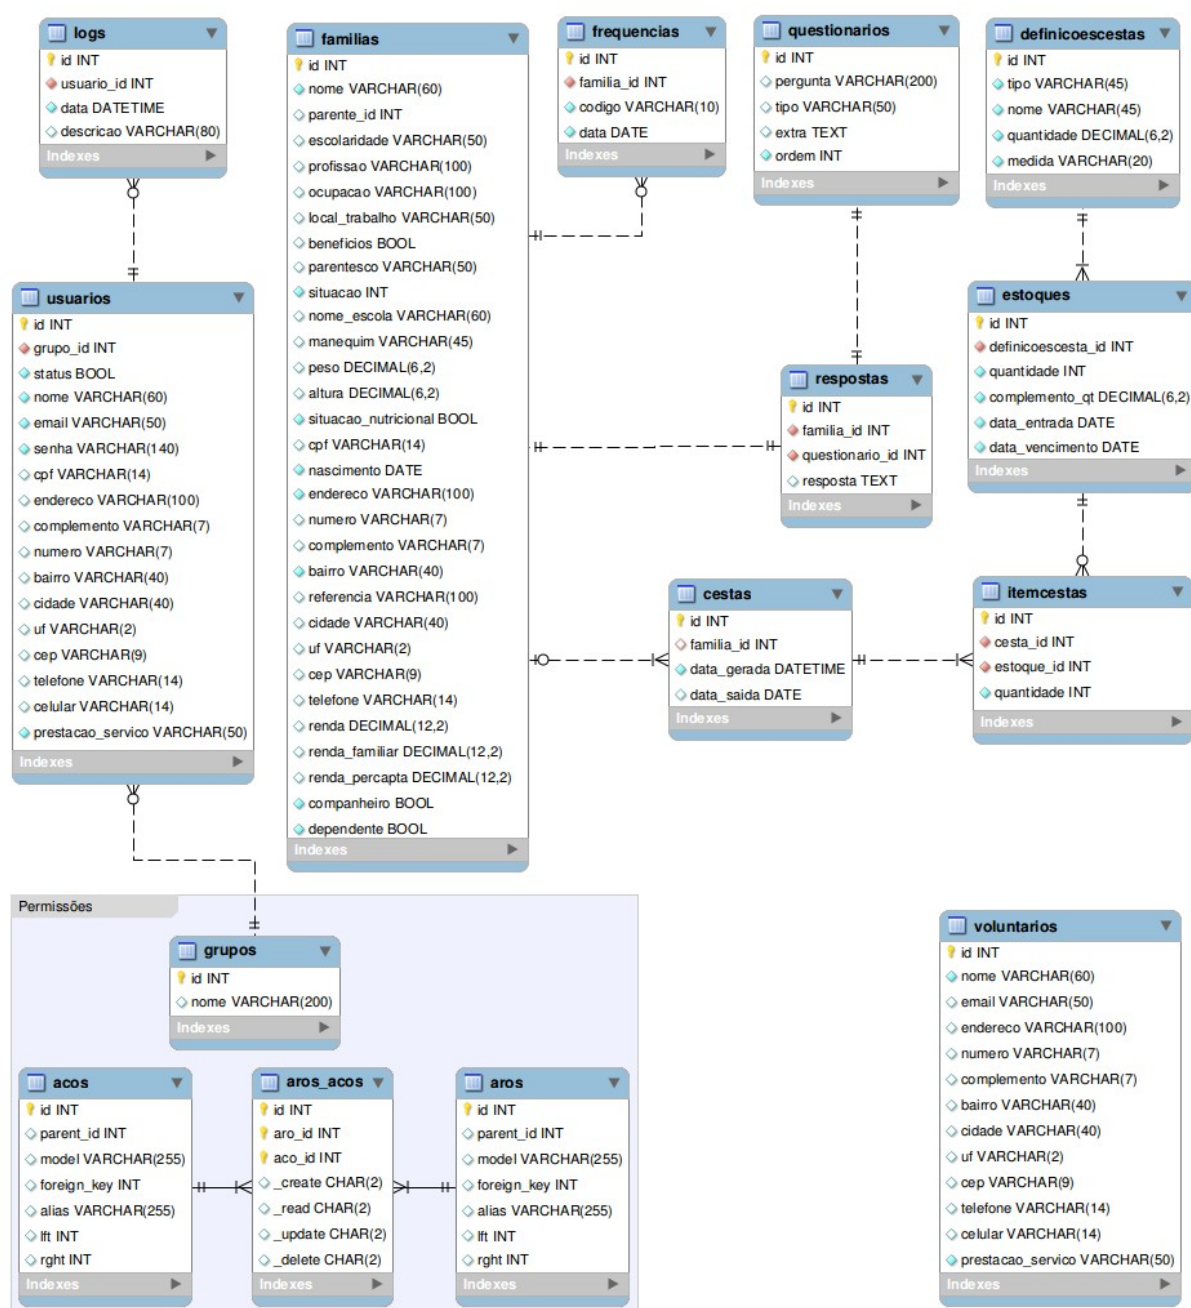 logs
id INT
usuario_id INT
data DATETIME
descricao VARCHAR(80)
Indexes
familias
id INT
nome VARCHAR(60)
parente_id INT
escolaridade VARCHAR(50)
profissao VARCHAR(100)
ocupacao VARCHAR(100)
local_trabalho VARCHAR(50)
beneficios BOOL
parentesco VARCHAR(50)
situacao INT
nome_escola VARCHAR(60)
manequim VARCHAR(45)
peso DECIMAL(6,2)
altura DECIMAL(6,2)
situacao_nutricional BOOL
cpf VARCHAR(14)
nascimento DATE
endereco VARCHAR(100)
numero VARCHAR(7)
complemento VARCHAR(7)
bairro VARCHAR(40)
referencia VARCHAR(100)
cidade VARCHAR(40)
uf VARCHAR(2)
cep VARCHAR(9)
telefone VARCHAR(14)
renda DECIMAL(12,2)
renda_familiar DECIMAL(12,2)
renda_percapta DECIMAL(12,2)
companheiro BOOL
dependente BOOL
Indexes
frequencias
id INT
familia_id INT
codigo VARCHAR(10)
data DATE
Indexes
questionarios
id INT
pergunta VARCHAR(200)
tipo VARCHAR(50)
extra TEXT
ordem INT
Indexes
definicoescestas
id INT
tipo VARCHAR(45)
nome VARCHAR(45)
quantidade DECIMAL(6,2)
medida VARCHAR(20)
Indexes
usuarios
id INT
grupo_id INT
status BOOL
nome VARCHAR(60)
email VARCHAR(50)
senha VARCHAR(140)
cpf VARCHAR(14)
endereco VARCHAR(100)
complemento VARCHAR(7)
numero VARCHAR(7)
bairro VARCHAR(40)
cidade VARCHAR(40)
uf VARCHAR(2)
cep VARCHAR(9)
telefone VARCHAR(14)
celular VARCHAR(14)
prestacao_servico VARCHAR(50)
Indexes
estoques
id INT
definicoescesta_id INT
quantidade INT
complemento_qt DECIMAL(6,2)
data_entrada DATE
data_vencimento DATE
Indexes
respostas
id INT
familia_id INT
questionario_id INT
resposta TEXT
Indexes
cestas
id INT
familia_id INT
data_gerada DATETIME
data_saida DATE
Indexes
itemcestas
id INT
cesta_id INT
estoque_id INT
quantidade INT
Indexes
Permissões
grupos
id INT
nome VARCHAR(200)
Indexes
acos
id INT
parent_id INT
model VARCHAR(255)
foreign_key INT
alias VARCHAR(255)
lft INT
rght INT
Indexes
aros_acos
id INT
aro_id INT
aco_id INT
_create CHAR(2)
_read CHAR(2)
_update CHAR(2)
_delete CHAR(2)
Indexes
aros
id INT
parent_id INT
model VARCHAR(255)
foreign_key INT
alias VARCHAR(255)
lft INT
rght INT
Indexes
voluntarios
id INT
nome VARCHAR(60)
email VARCHAR(50)
endereco VARCHAR(100)
numero VARCHAR(7)
complemento VARCHAR(7)
bairro VARCHAR(40)
cidade VARCHAR(40)
uf VARCHAR(2)
cep VARCHAR(9)
telefone VARCHAR(14)
celular VARCHAR(14)
prestacao_servico VARCHAR(50)
Indexes